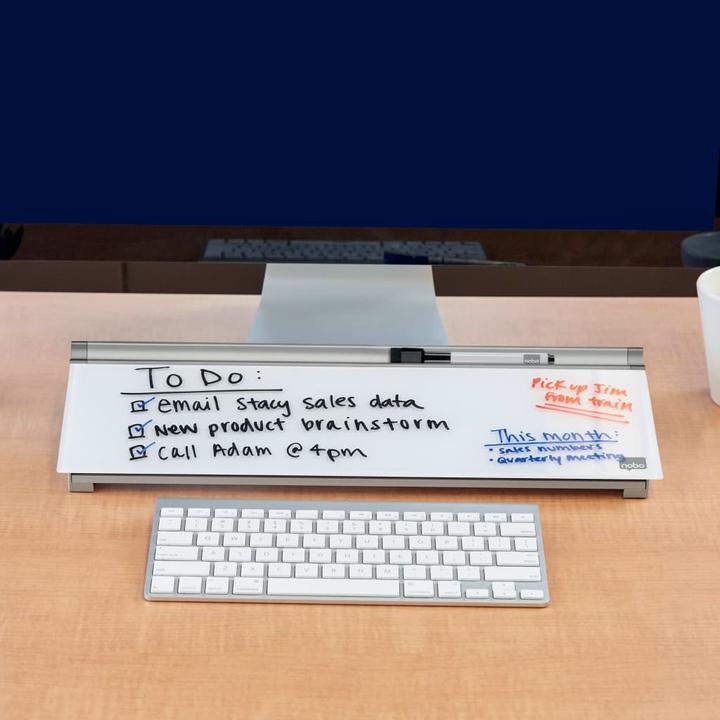 nobo
To Do:
email stacy sales data
New product brainstorm
Call Adam @ 4pm
Pick up Jim
from train
This month:
• sales numbers
• Quarterly meeting
nobo